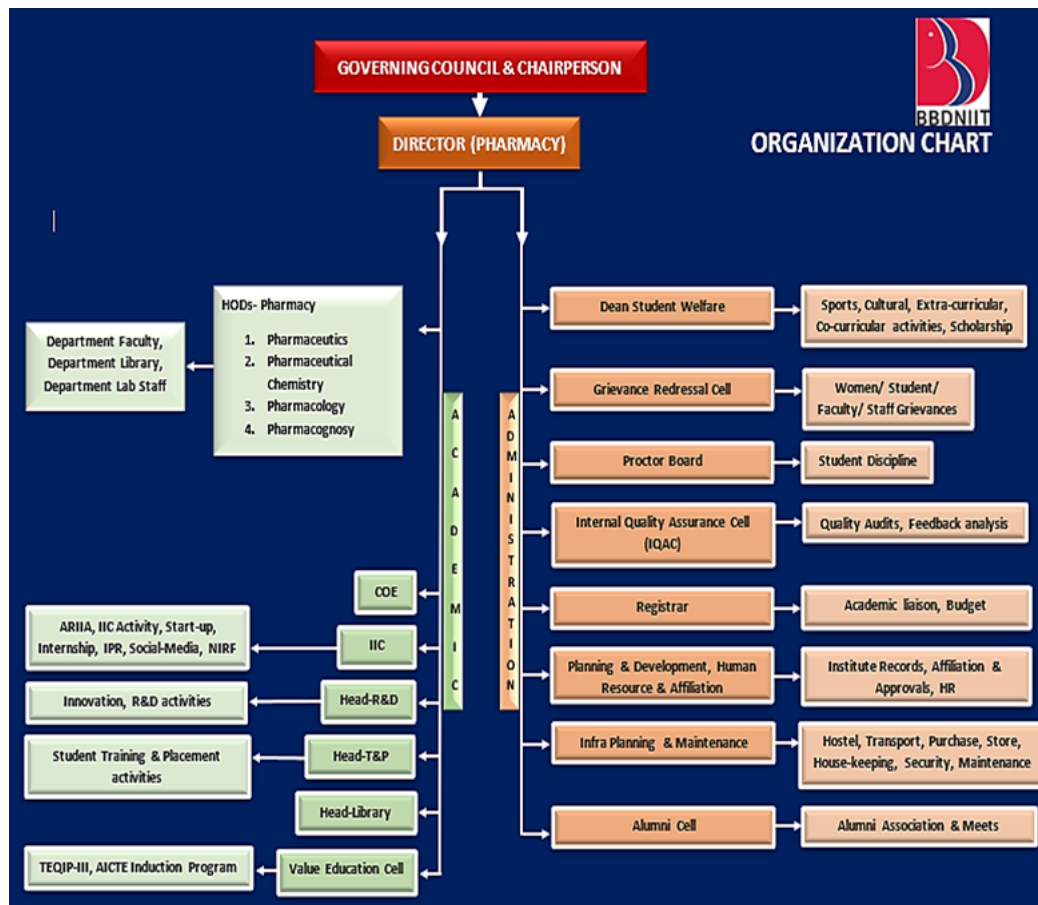 GOVERNING COUNCIL & CHAIRPERSON
BBDNIIT
ORGANIZATION CHART
DIRECTOR (PHARMACY)
HODs- Pharmacy
1. Pharmaceutics
2. Pharmaceutical
Chemistry
3. Pharmacology
4. Pharmacognosy
Department Faculty,
Department Library,
Department Lab Staff
ACADEMIC
COE
IIC
ARIIA, IIC Activity, Start-up,
Internship, IPR, Social-Media, NIRF
Head-R&D
Innovation, R&D activities
Head-T&P
Student Training & Placement
activities
Head-Library
Value Education Cell
TEQIP-III, AICTE Induction Program
ADMINISTRATION
Dean Student Welfare
Sports, Cultural, Extra-curricular,
Co-curricular activities, Scholarship
Grievance Redressal Cell
Women/ Student/
Faculty/ Staff Grievances
Proctor Board
Student Discipline
Internal Quality Assurance Cell
(IQAC)
Quality Audits, Feedback analysis
Registrar
Academic liaison, Budget
Planning & Development, Human
Resource & Affiliation
Institute Records, Affiliation &
Approvals, HR
Infra Planning & Maintenance
Hostel, Transport, Purchase, Store,
House-keeping, Security, Maintenance
Alumni Cell
Alumni Association & Meets